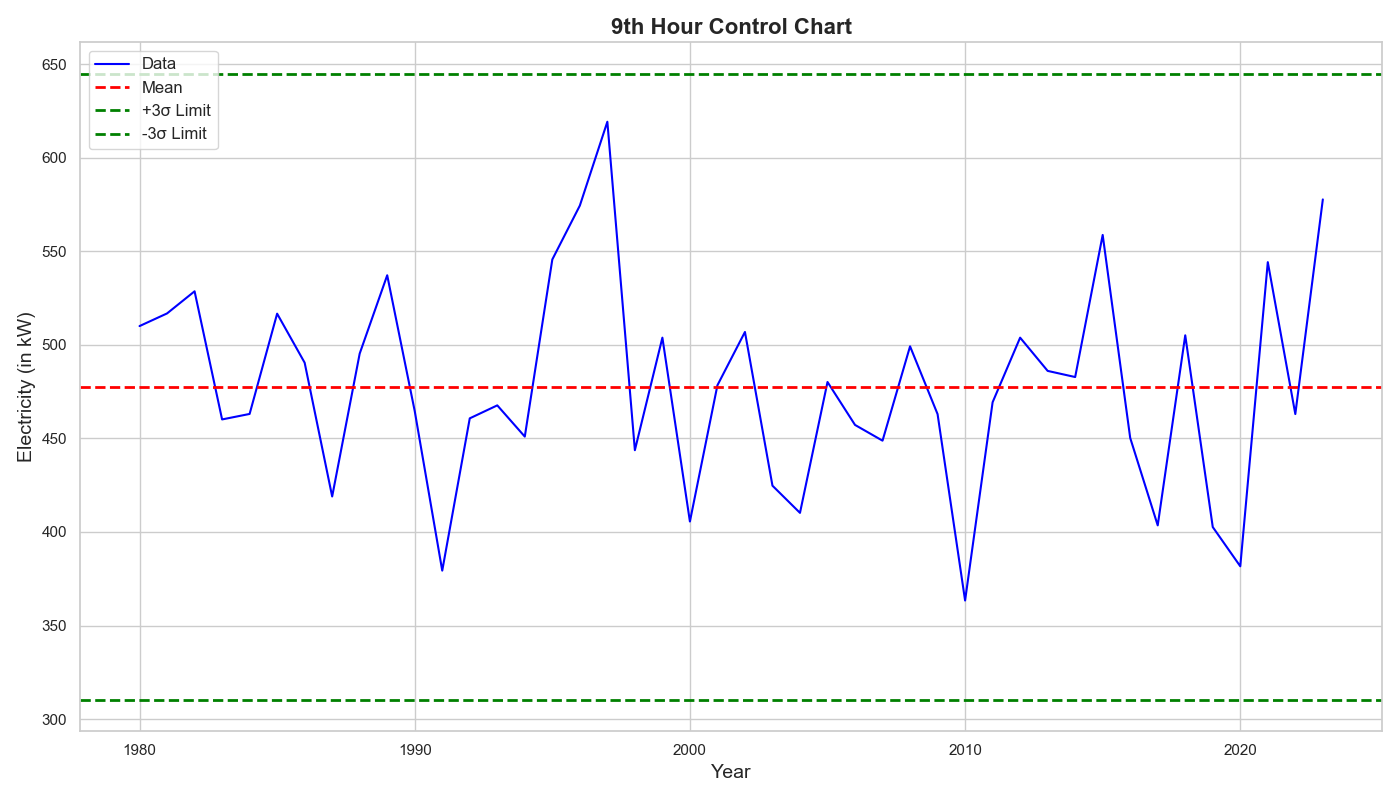 9th Hour Control Chart
Data
Mean
+3σ Limit
-3σ Limit
Electricity (in kW)
650
600
550
500
450
400
350
300
1980
1990
2000
2010
2020
Year